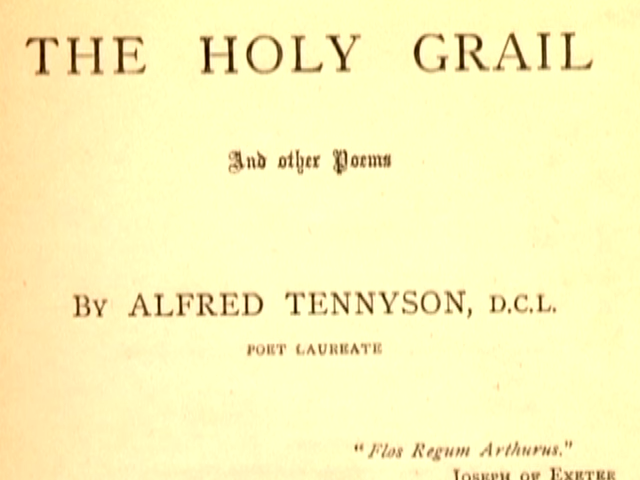 THE HOLY GRAIL
And other Poems
By ALFRED TENNYSON, D.C.L.
POET LAUREATE
"Flos Regum Arthurus."
JOSEPH OF EXETER